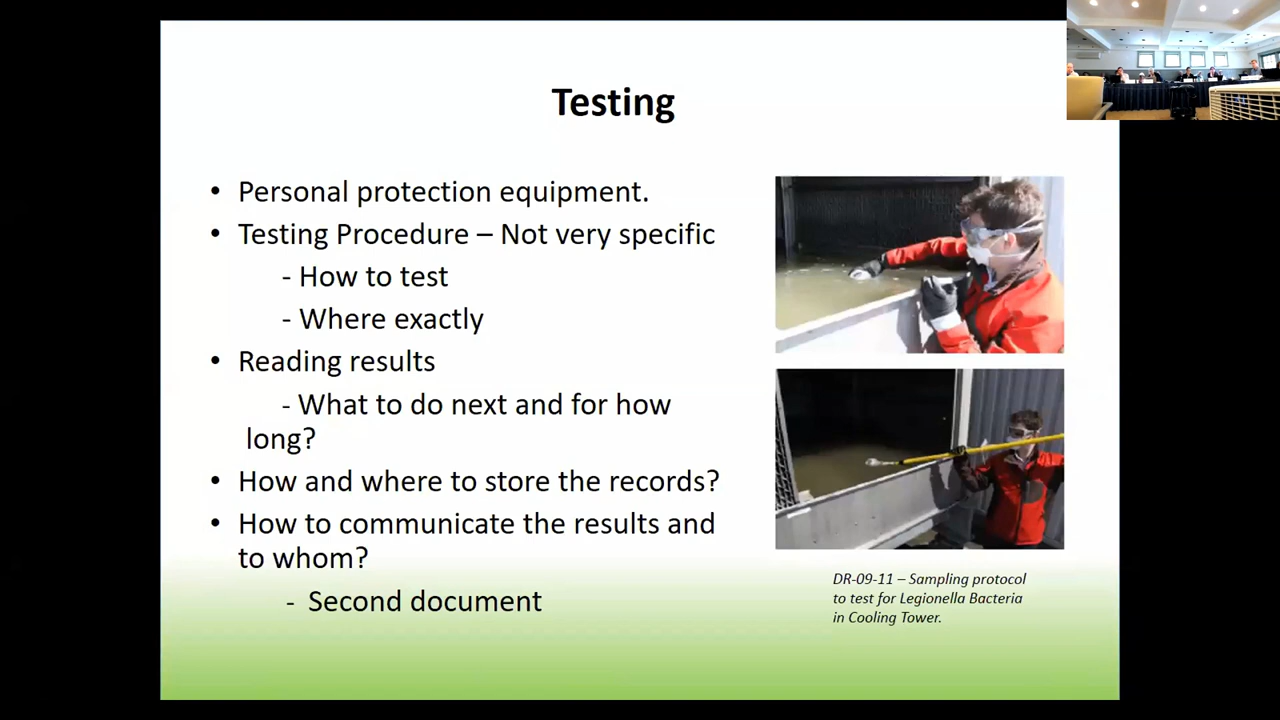 Testing
• Personal protection equipment.
• Testing Procedure – Not very specific
- How to test
- Where exactly
• Reading results
- What to do next and for how
long?
• How and where to store the records?
• How to communicate the results and
to whom?
- Second document
DR-09-11 – Sampling protocol
to test for Legionella Bacteria
in Cooling Tower.